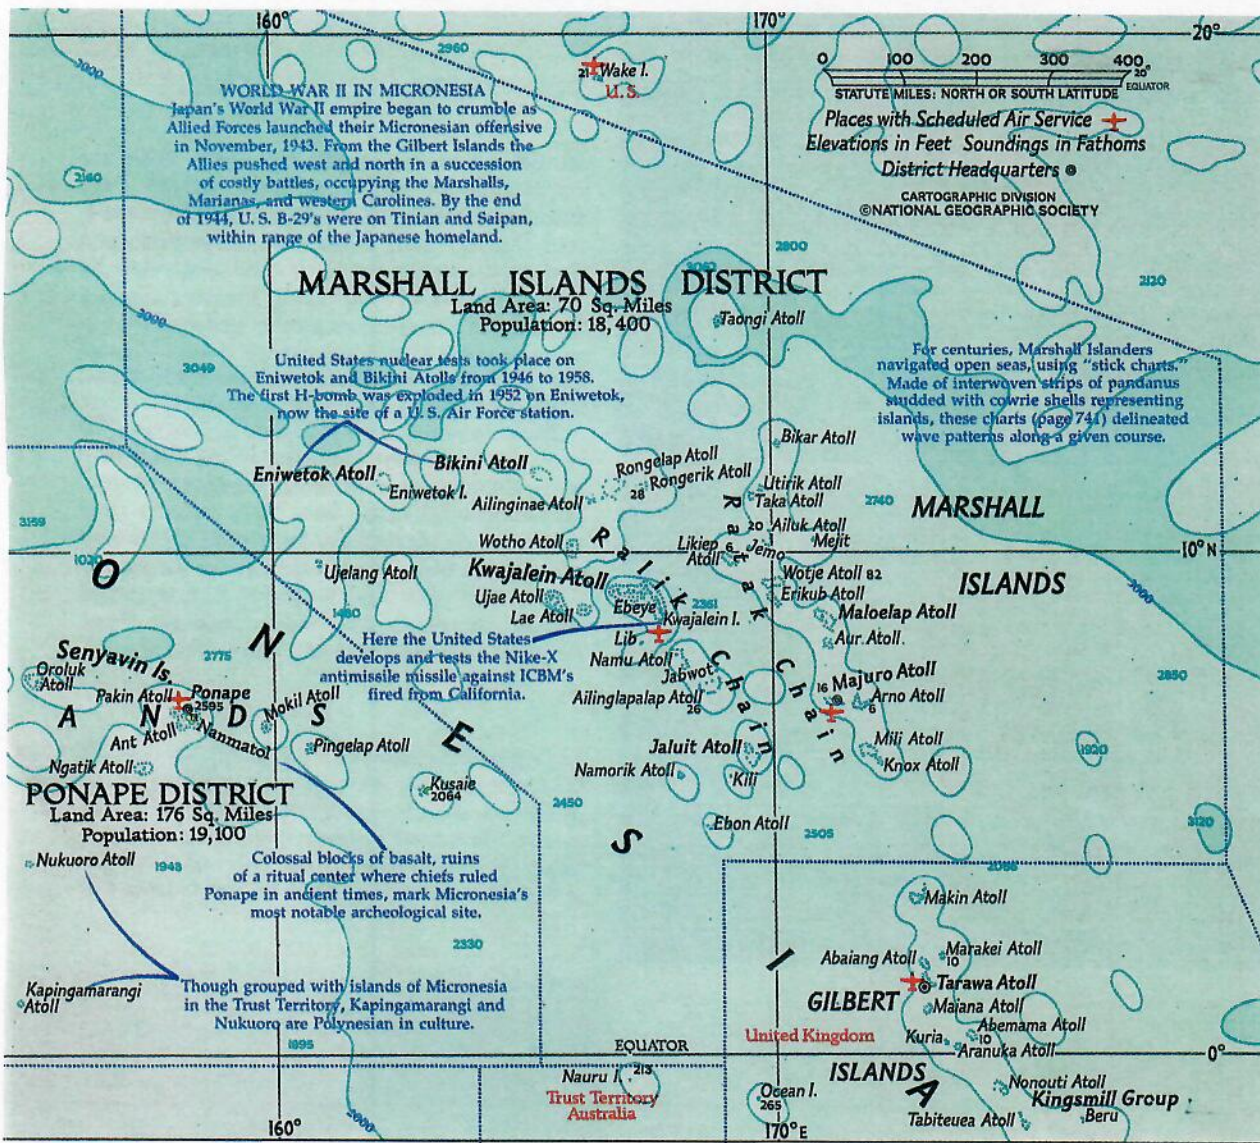 160°
170°
20°
2960
3000
21 Wake I.
U. S.
0 100 200 300 400
20°
EQUATOR
STATUTE MILES: NORTH OR SOUTH LATITUDE
Places with Scheduled Air Service
Elevations in Feet Soundings in Fathoms
District Headquarters
CARTOGRAPHIC DIVISION
©NATIONAL GEOGRAPHIC SOCIETY
WORLD WAR II IN MICRONESIA
Japan's World War II empire began to crumble as
Allied Forces launched their Micronesian offensive
in November, 1943. From the Gilbert Islands the
Allies pushed west and north in a succession
of costly battles, occupying the Marshalls,
Marianas, and western Carolines. By the end
of 1944, U. S. B-29's were on Tinian and Saipan,
within range of the Japanese homeland.
2160
2800
2120
3000
MARSHALL ISLANDS DISTRICT
Land Area: 70 Sq. Miles
Population: 18,400
Taongi Atoll
3049
United States nuclear tests took place on
Eniwetok and Bikini Atolls from 1946 to 1958.
The first H-bomb was exploded in 1952 on Eniwetok,
now the site of a U. S. Air Force station.
For centuries, Marshall Islanders
navigated open seas, using "stick charts."
Made of interwoven strips of pandanus
studded with cowrie shells representing
islands, these charts (page 741) delineated
wave patterns along a given course.
Bikar Atoll
Eniwetok Atoll
Bikini Atoll
Eniwetok I.
Rongelap Atoll
Rongerik Atoll
28
Ailinginae Atoll
Utirik Atoll
Taka Atoll
2740
MARSHALL
ISLANDS
3159
20 Ailuk Atoll
Mejit
Wotho Atoll
Likiep
Atoll
6
Jemo
10°N
1020
Ujelang Atoll
Kwajalein Atoll
Wotje Atoll 82
Erikub Atoll
Ujae Atoll
Lae Atoll
Ebeye
2361
Kwajalein I.
Maloelap Atoll
3000
1480
Lib
Aur Atoll
Here the United States
develops and tests the Nike-X
antimissile missile against ICBM's
fired from California.
Namu Atoll
Jabwot
Ailinglapalap Atoll
26
16 Majuro Atoll
Arno Atoll
6
2850
Ralik Chain
Ratak Chain
Senyavin Is.
2775
Oroluk
Atoll
Pakin Atoll
Ponape
2595
Mokil Atoll
Ant Atoll
Nanmatol
Pingelap Atoll
Ngatik Atoll
Jaluit Atoll
Mili Atoll
Knox Atoll
1920
Namorik Atoll
Kili
Kusaie
2064
2450
PONAPE DISTRICT
Land Area: 176 Sq. Miles
Population: 19,100
Ebon Atoll
2505
3120
O N E S I A
A N D S
Nukuoro Atoll
1948
Colossal blocks of basalt, ruins
of a ritual center where chiefs ruled
Ponape in ancient times, mark Micronesia's
most notable archeological site.
Makin Atoll
2330
Abaiang Atoll
Marakei Atoll
10
Tarawa Atoll
Kapingamarangi
Atoll
Though grouped with islands of Micronesia
in the Trust Territory, Kapingamarangi and
Nukuoro are Polynesian in culture.
GILBERT
ISLANDS
Maiana Atoll
Abemama Atoll
10
United Kingdom
Kuria
Aranuka Atoll
1895
EQUATOR
0°
Nauru I. 213
Trust Territory
Australia
Ocean I.
265
Nonouti Atoll
Kingsmill Group
Tabiteuea Atoll
Beru
2000
160°
170°E